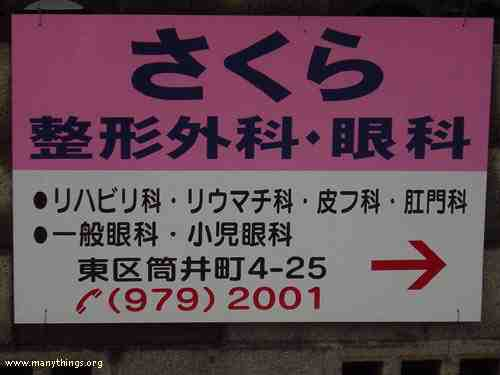 さくら
整形外科・眼科
●リハビリ科・リウマチ科・皮フ科・肛門科
●一般眼科・小児眼科
東区筒井町4-25
(979)2001
www.manythings.org